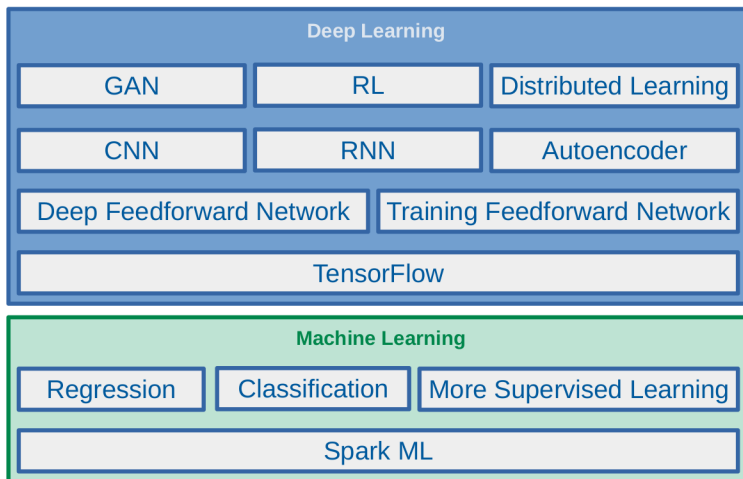 Deep Learning
GAN
RL
Distributed Learning
CNN
RNN
Autoencoder
Deep Feedforward Network
Training Feedforward Network
TensorFlow
Machine Learning
Regression
Classification
More Supervised Learning
Spark ML